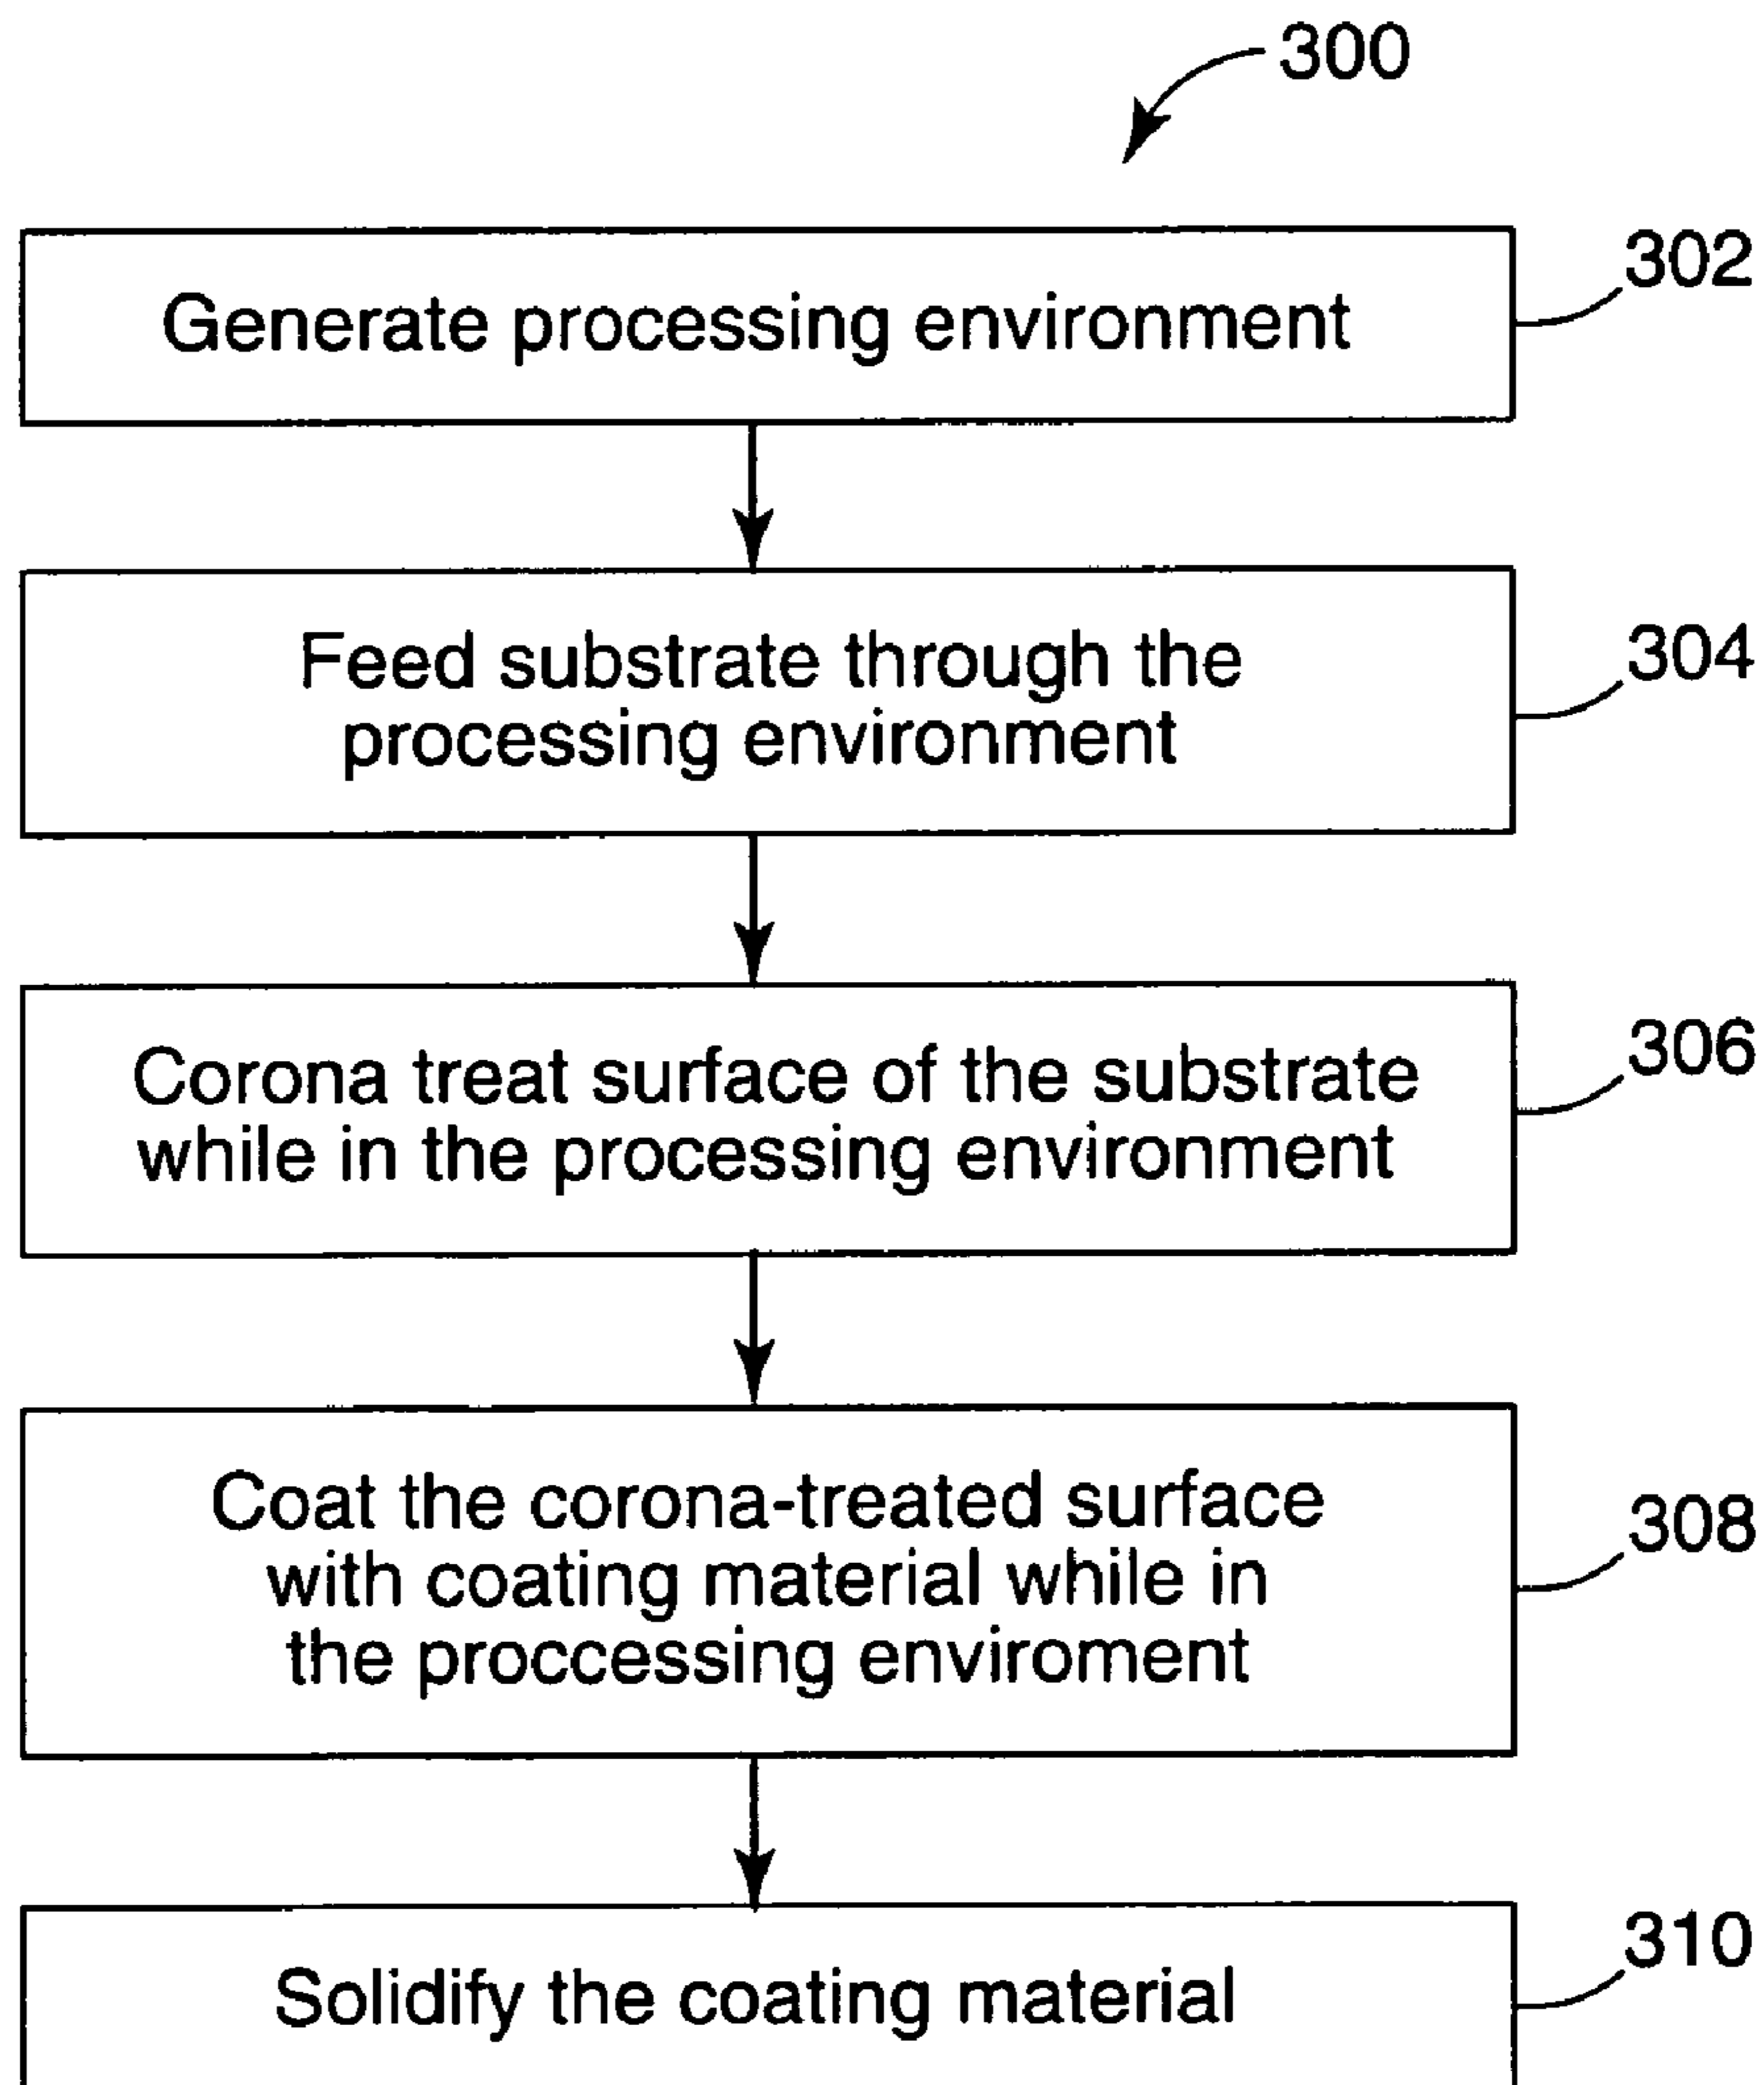 300
302
Generate processing environment
304
Feed substrate through the
processing environment
306
Corona treat surface of the substrate
while in the processing environment
308
Coat the corona-treated surface
with coating material while in
the proccessing enviroment
310
Solidify the coating material